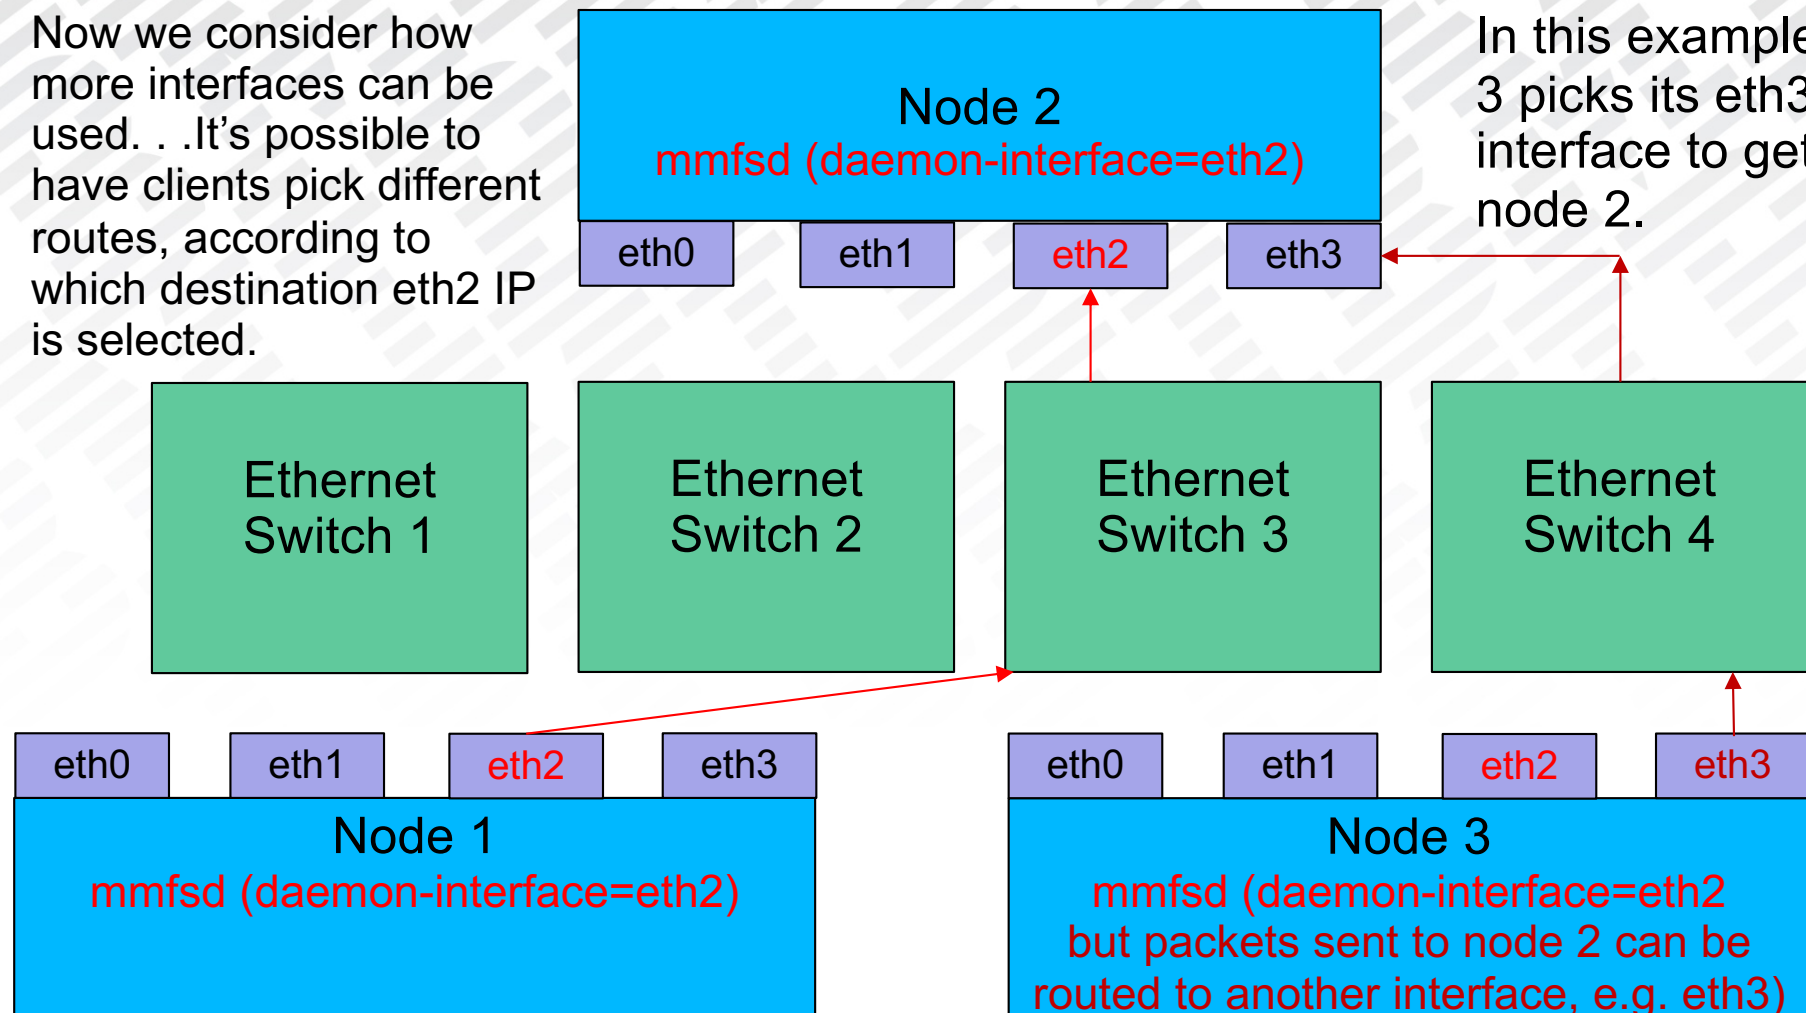 Now we consider how
more interfaces can be
used. . .It’s possible to
have clients pick different
routes, according to
which destination eth2 IP
is selected.
Node 2
mmfsd (daemon-interface=eth2)
In this example
3 picks its eth3
interface to get
node 2.
eth0 eth1 eth2 eth3
Ethernet
Switch 1
Ethernet
Switch 2
Ethernet
Switch 3
Ethernet
Switch 4
eth0 eth1 eth2 eth3
Node 1
mmfsd (daemon-interface=eth2)
eth0 eth1 eth2 eth3
Node 3
mmfsd (daemon-interface=eth2
but packets sent to node 2 can be
routed to another interface, e.g. eth3)